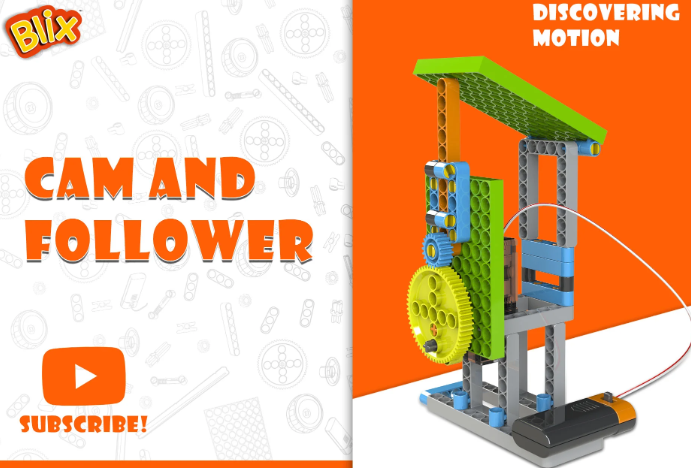 Blix
DISCOVERING
MOTION
CAM AND
FOLLOWER
SUBSCRIBE!